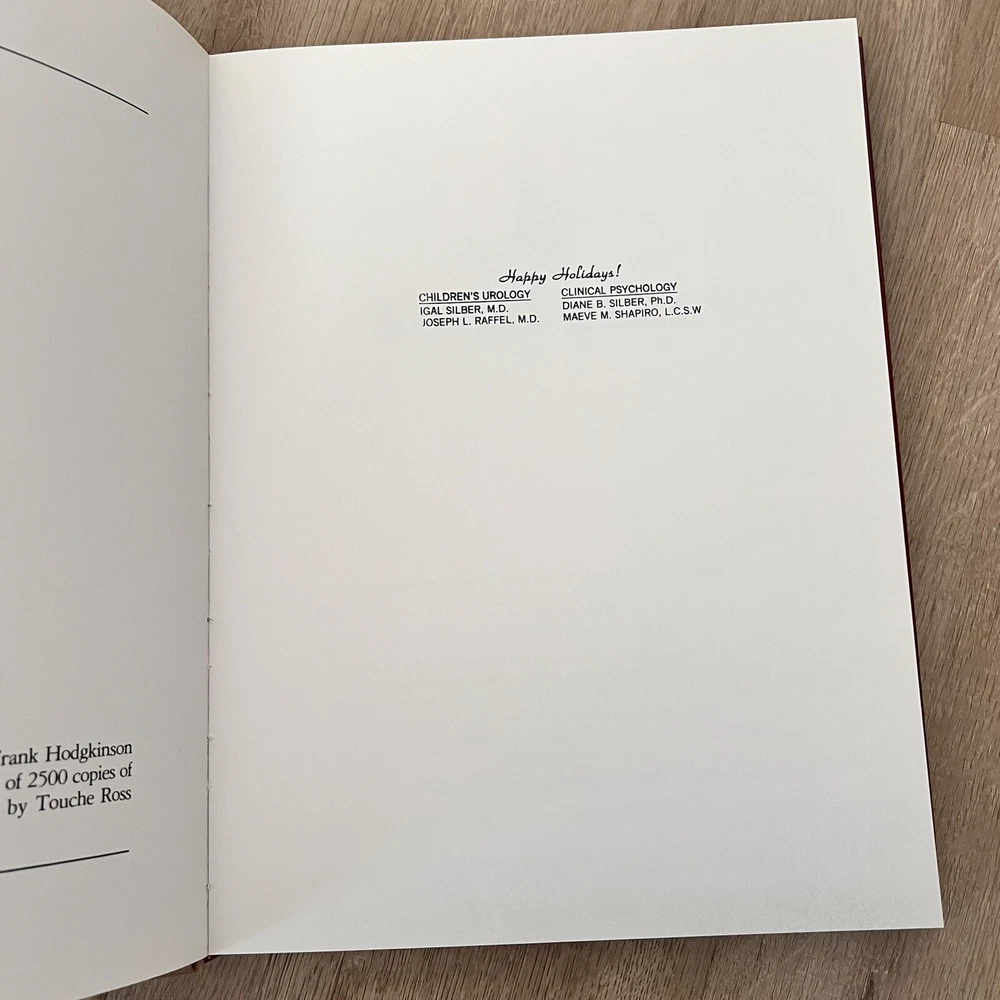 rank Hodgkinson
of 2500 copies of
by Touche Ross
Happy Holidays!
CHILDREN'S UROLOGY CLINICAL PSYCHOLOGY
IGAL SILBER, M.D. DIANE B. SILBER, Ph.D.
JOSEPH L. RAFFEL, M.D. MAEVE M. SHAPIRO, L.C.S.W